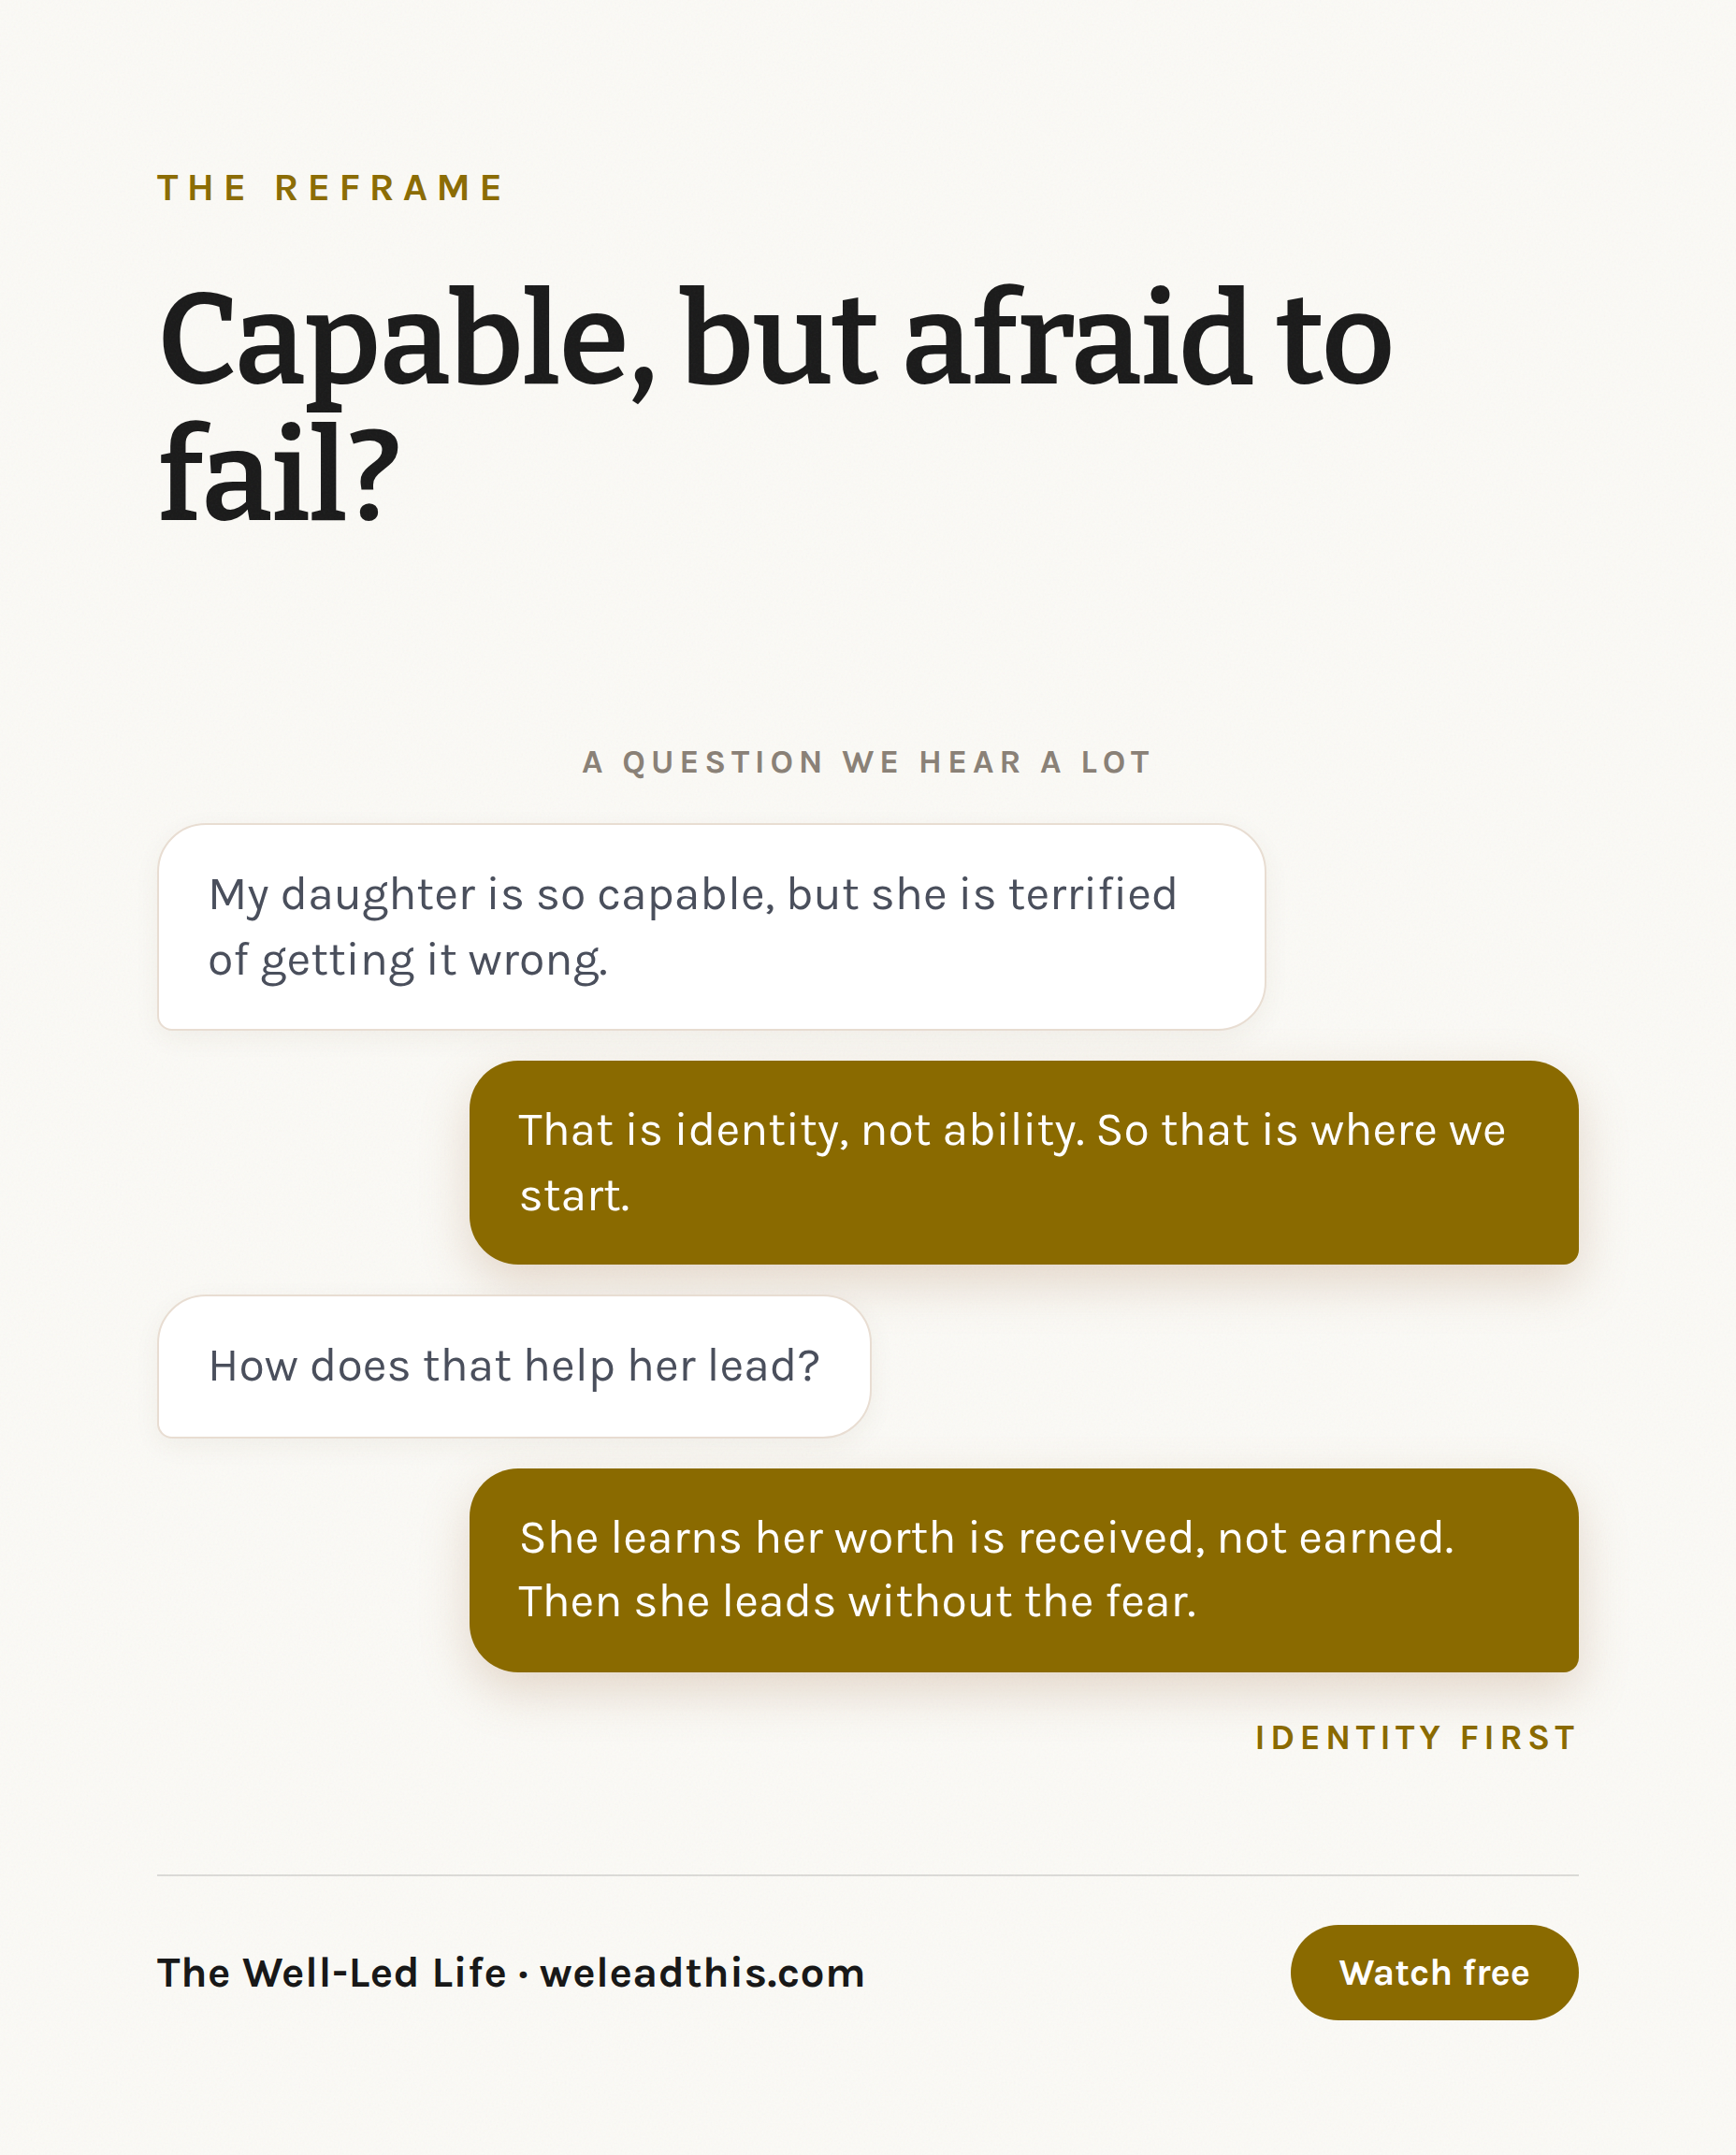 THE REFRAME
Capable, but afraid to
fail?
A QUESTION WE HEAR A LOT
My daughter is so capable, but she is terrified
of getting it wrong.
That is identity, not ability. So that is where we
start.
How does that help her lead?
She learns her worth is received, not earned.
Then she leads without the fear.
IDENTITY FIRST
The Well-Led Life · weleadthis.com
Watch free